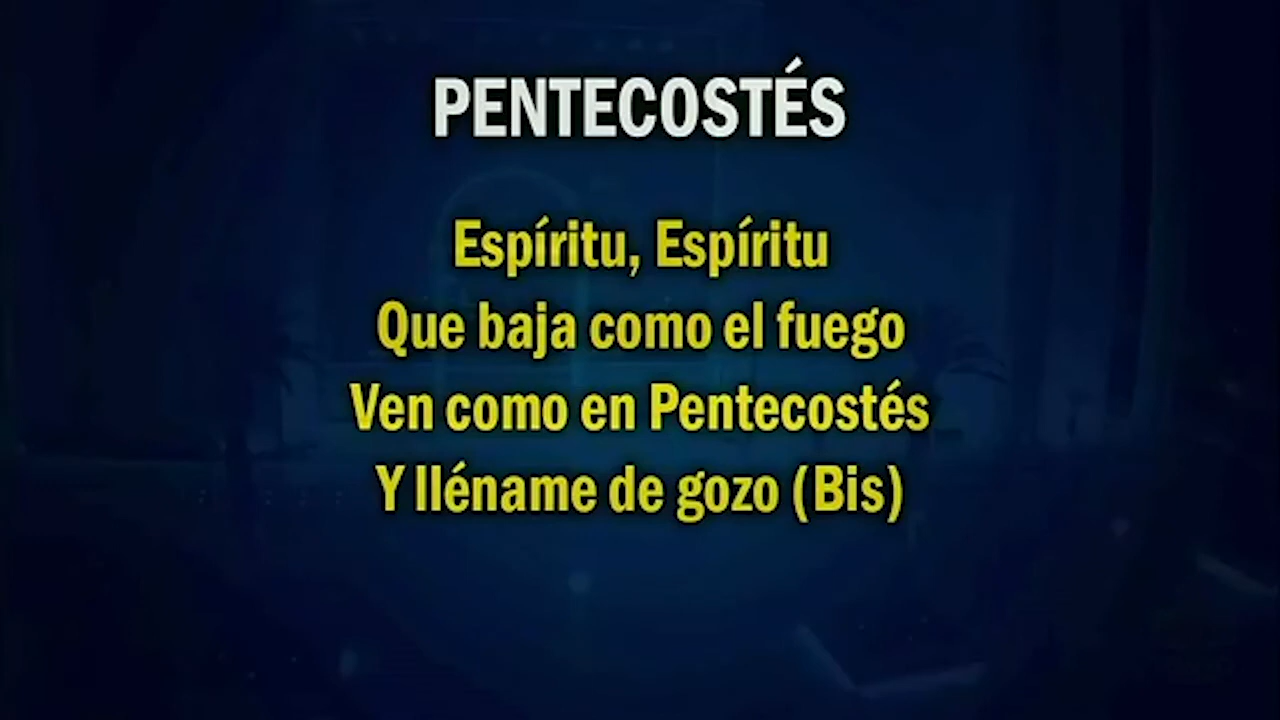 PENTECOSTÉS
Espíritu, Espíritu
Que baja como el fuego
Ven como en Pentecostés
Y lléname de gozo (Bis)